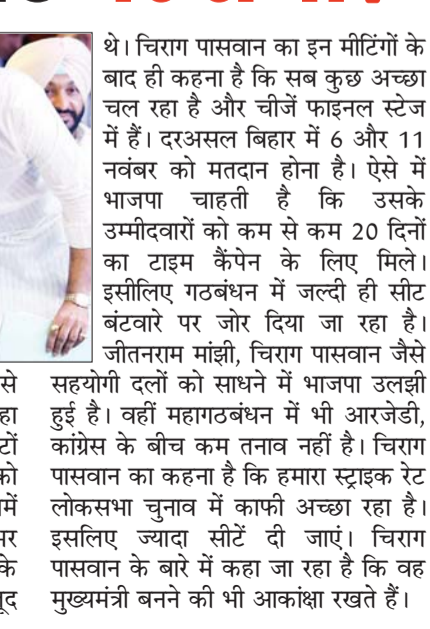 थे। चिराग पासवान का इन मीटिंगों के
बाद ही कहना है कि सब कुछ अच्छा
चल रहा है और चीजें फाइनल स्टेज
में हैं। दरअसल बिहार में 6 और 11
नवंबर को मतदान होना है। ऐसे में
भाजपा चाहती है कि उसके
उम्मीदवारों को कम से कम 20 दिनों
का टाइम कैंपेन के लिए मिले।
इसीलिए गठबंधन में जल्दी ही सीट
बंटवारे पर जोर दिया जा रहा है।
जीतनराम मांझी, चिराग पासवान जैसे
से सहयोगी दलों को साधने में भाजपा उलझी
हुई है। वहीं महागठबंधन में भी आरजेडी,
कांग्रेस के बीच कम तनाव नहीं है। चिराग
को पासवान का कहना है कि हमारा स्ट्राइक रेट
लोकसभा चुनाव में काफी अच्छा रहा है।
इसलिए ज्यादा सीटें दी जाएं। चिराग
के पासवान के बारे में कहा जा रहा है कि वह
मुख्यमंत्री बनने की भी आकांक्षा रखते हैं।